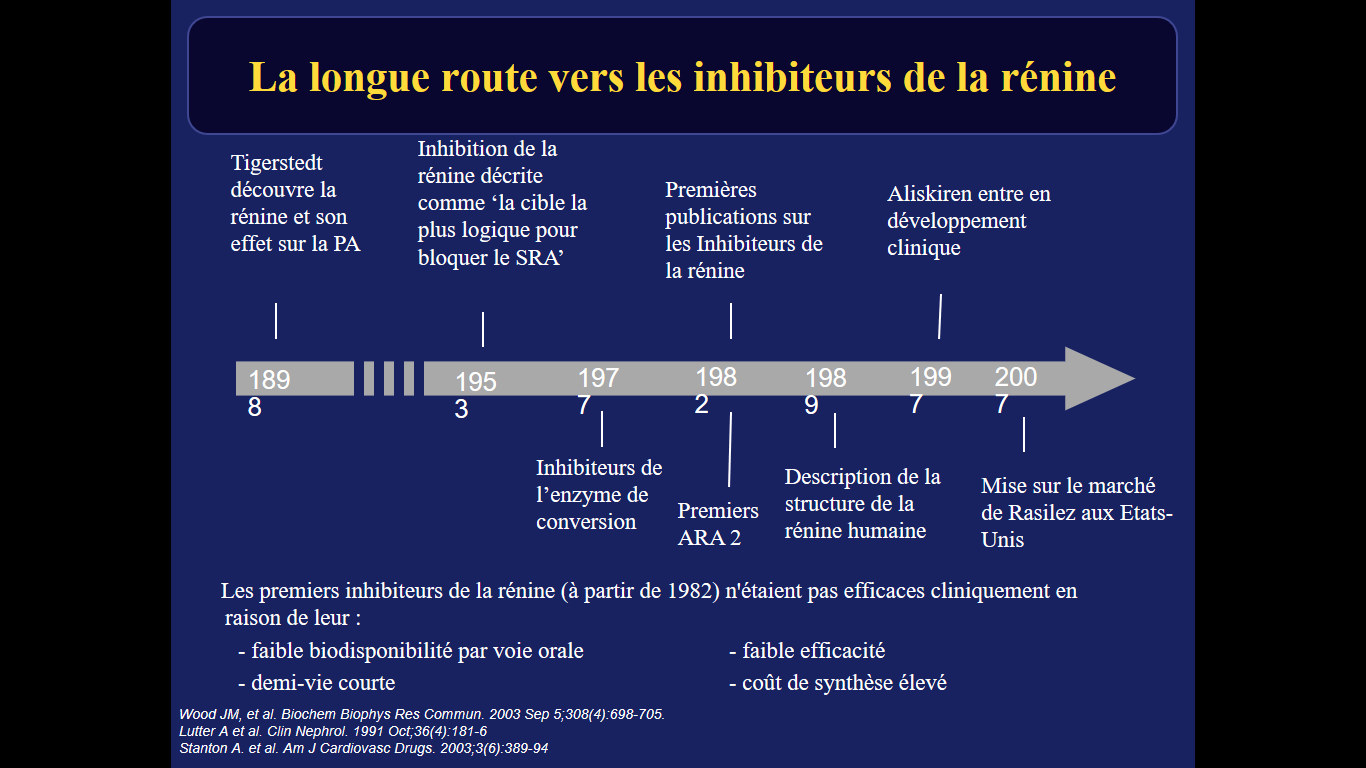 La longue route vers les inhibiteurs de la rénine
Tigerstedt
découvre la
rénine et son
effet sur la PA
Inhibition de la
rénine décrite
comme ‘la cible la
plus logique pour
bloquer le SRA’
Premières
publications sur
les Inhibiteurs de
la rénine
Aliskiren entre en
développement
clinique
189
8
195
3
197
7
198
2
198
9
199
7
200
7
Inhibiteurs de
l’enzyme de
conversion
Premiers
ARA 2
Description de la
structure de la
rénine humaine
Mise sur le marché
de Rasilez aux Etats-
Unis
Les premiers inhibiteurs de la rénine (à partir de 1982) n'étaient pas efficaces cliniquement en
raison de leur :
- faible biodisponibilité par voie orale
- demi-vie courte
- faible efficacité
- coût de synthèse élevé
Wood JM, et al. Biochem Biophys Res Commun. 2003 Sep 5;308(4):698-705.
Lutter A et al. Clin Nephrol. 1991 Oct;36(4):181-6
Stanton A. et al. Am J Cardiovasc Drugs. 2003;3(6):389-94